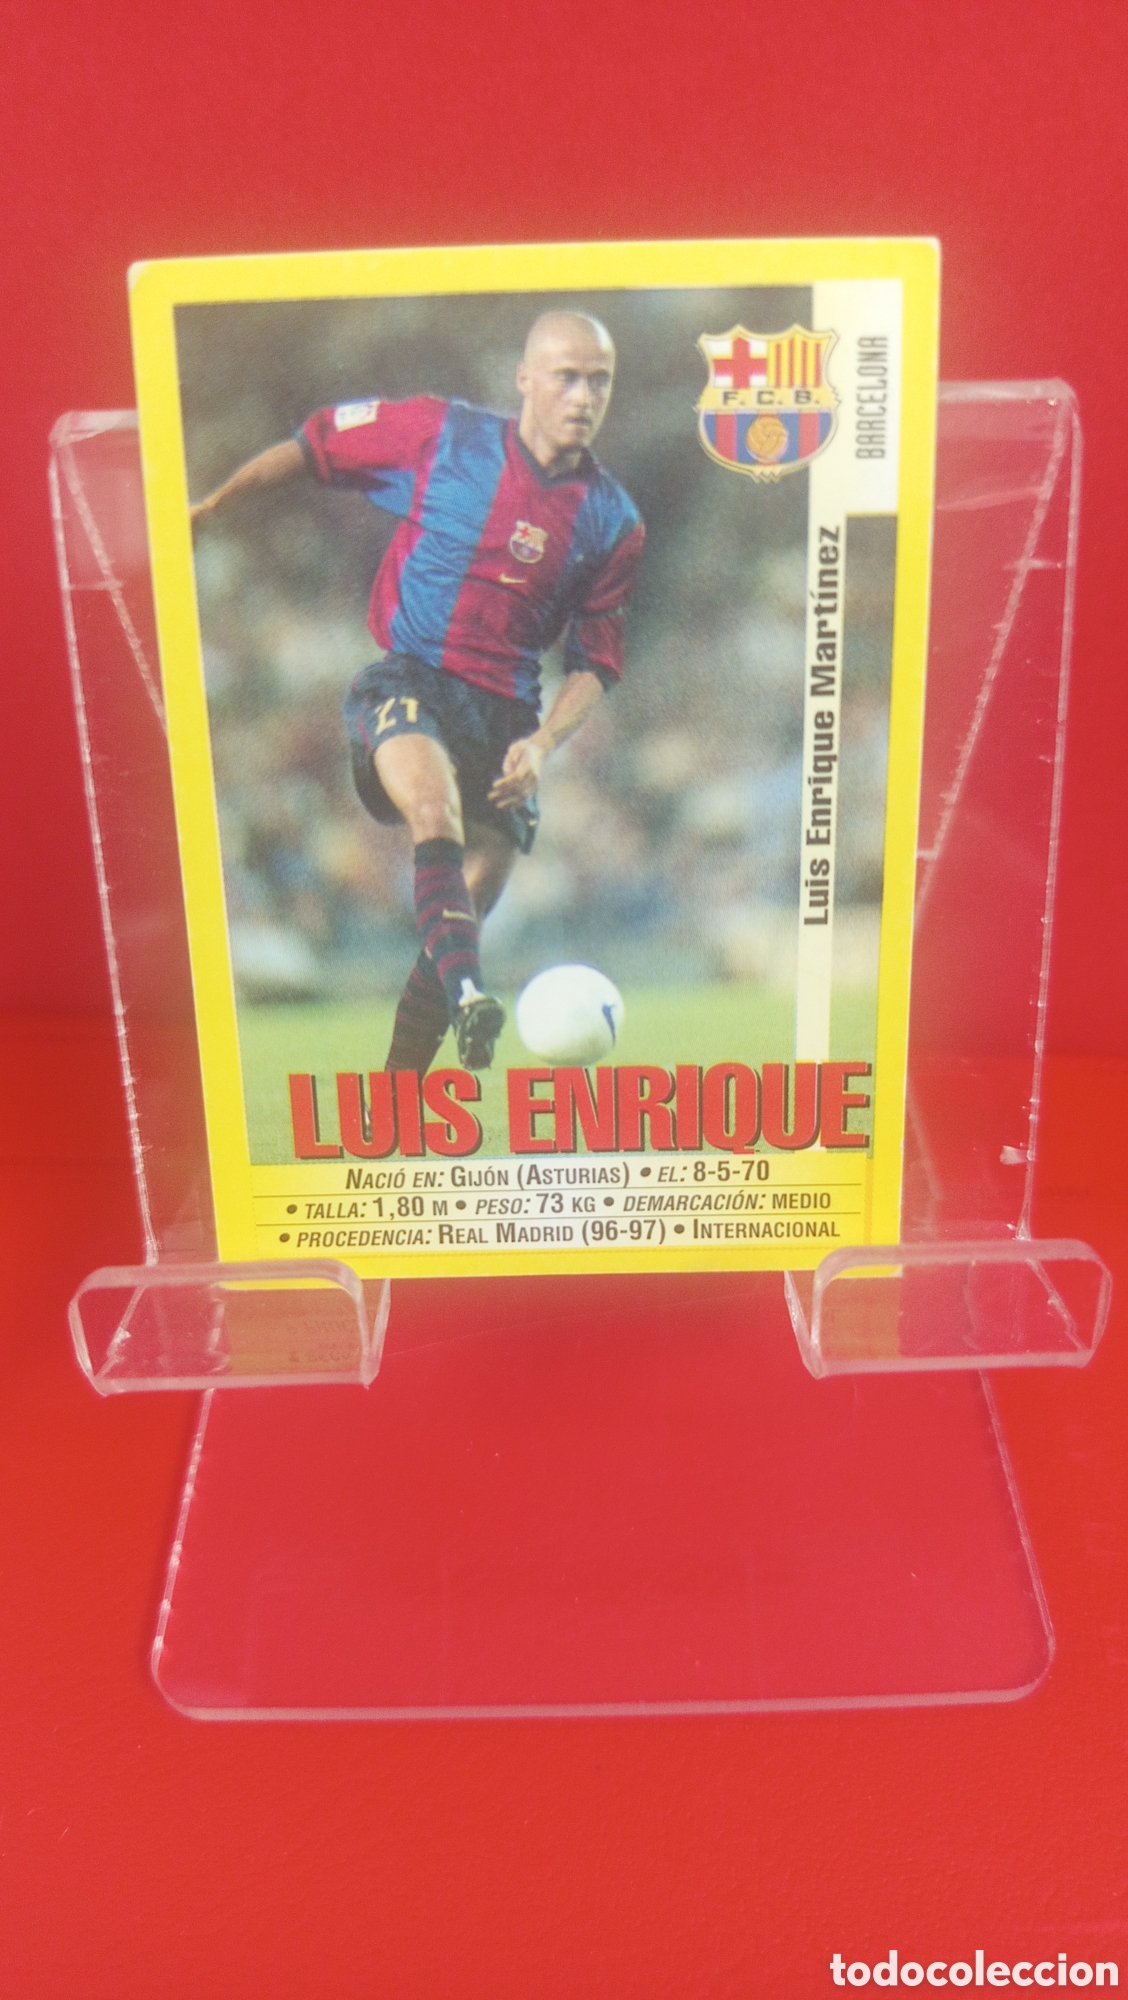 F. C. B.
BARCELONA
Luis Enrique Martínez
21
LUIS ENRIQUE
NACIÓ EN: GIJÓN (ASTURIAS) • EL: 8-5-70
• TALLA: 1,80 M • PESO: 73 KG • DEMARCACIÓN: MEDIO
• PROCEDENCIA: REAL MADRID (96-97) • INTERNACIONAL
todocoleccion